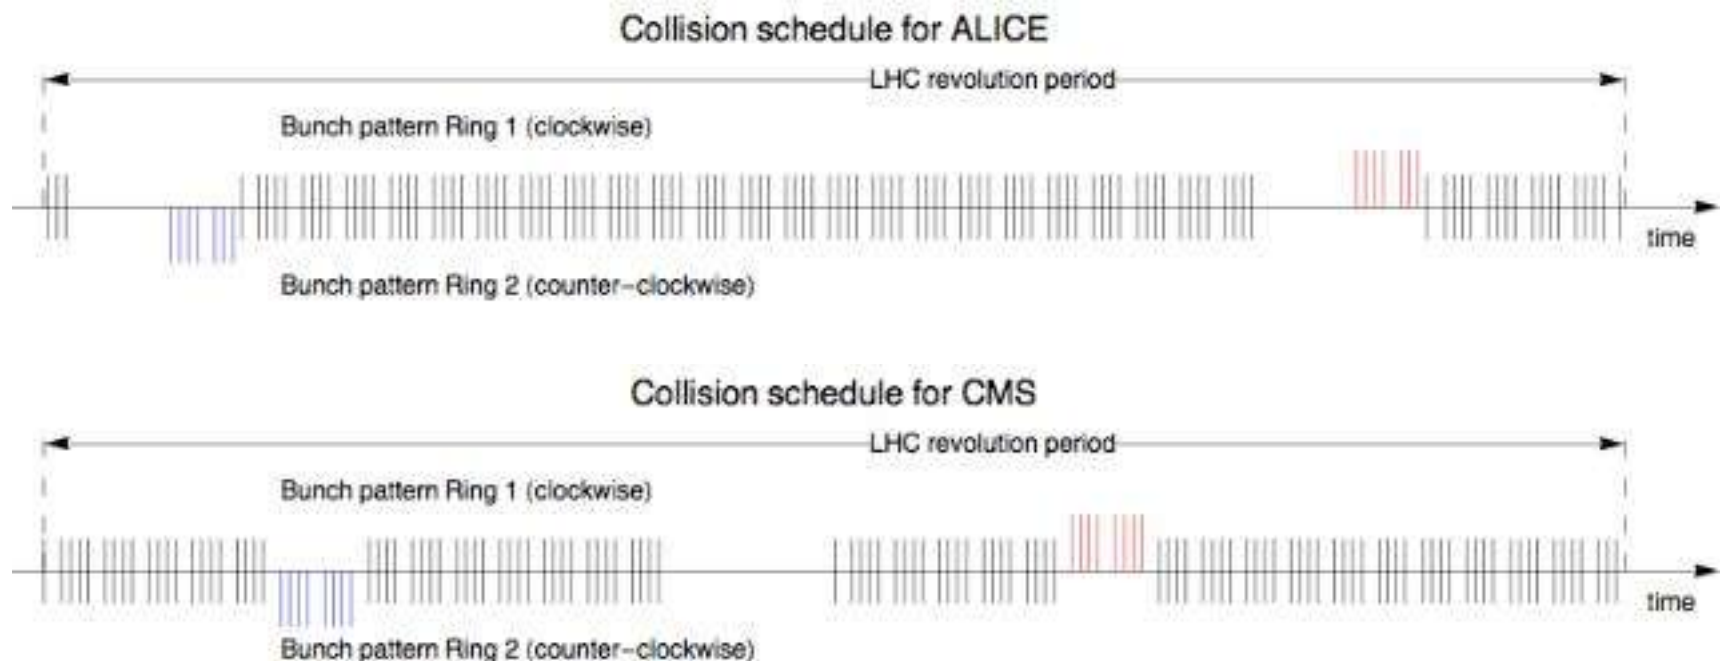 Collision schedule for ALICE
LHC revolution period
Bunch pattern Ring 1 (clockwise)
time
Bunch pattern Ring 2 (counter-clockwise)
Collision schedule for CMS
LHC revolution period
Bunch pattern Ring 1 (clockwise)
time
Bunch pattern Ring 2 (counter-clockwise)